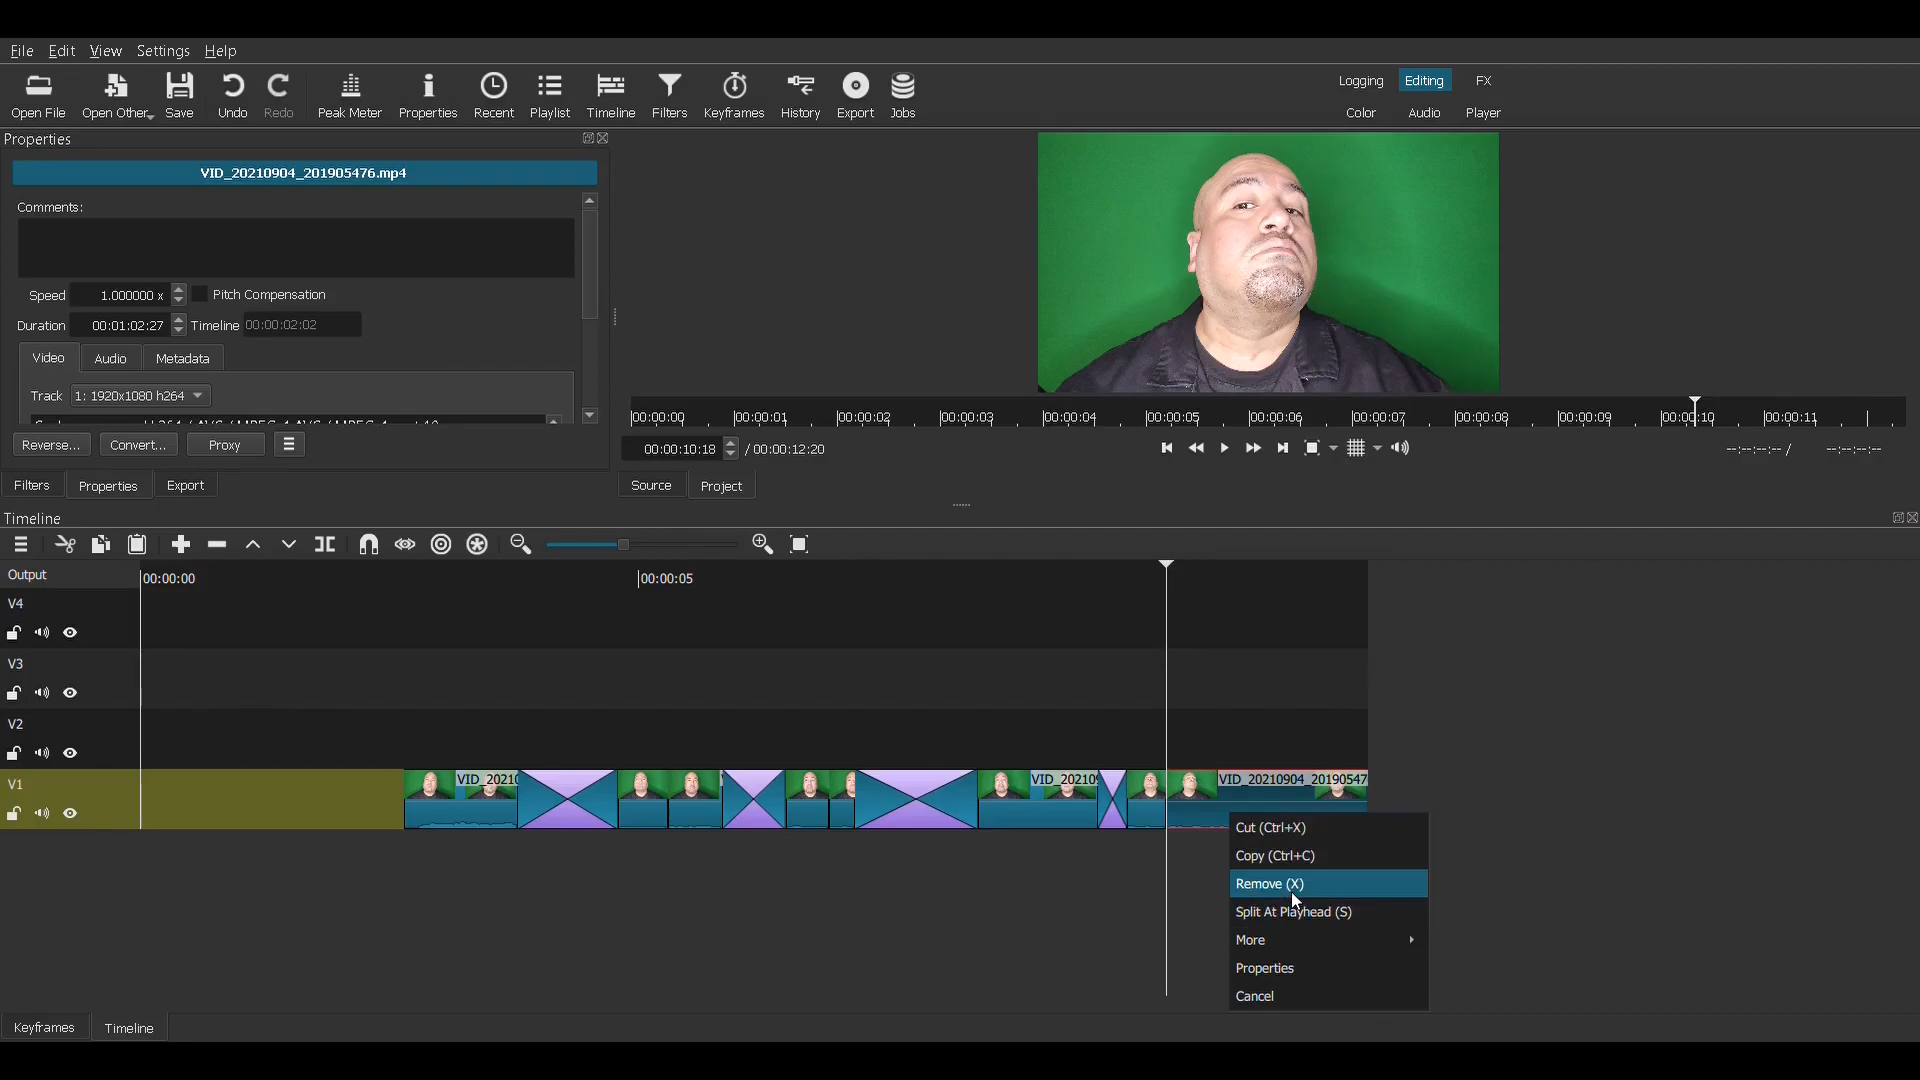 File Edit View Settings Help
Open File Open Other Save Undo Redo Peak Meter Properties Recent Playlist Timeline Filters Keyframes History Export Jobs
Logging Editing FX
Color Audio Player
Properties
VID_20210904_201905476.mp4
Comments:
Speed 1.000000 x Pitch Compensation
Duration 00:01:02:27 Timeline 00:00:02:02
Video Audio Metadata
Track 1: 1920x1080 h264
Reverse... Convert... Proxy
Filters Properties Export
00:00:00 00:00:01 00:00:02 00:00:03 00:00:04 00:00:05 00:00:06 00:00:07 00:00:08 00:00:09 00:00:10 00:00:11
00:00:10:18 / 00:00:12:20
--:--:--:-- / --:--:--:--
Source Project
Timeline
Output
00:00:00 00:00:05
V4
V3
V2
V1
VID_2021 VID_20210 VID_20210904_20190547
Cut (Ctrl+X)
Copy (Ctrl+C)
Remove (X)
Split At Playhead (S)
More
Properties
Cancel
Keyframes Timeline